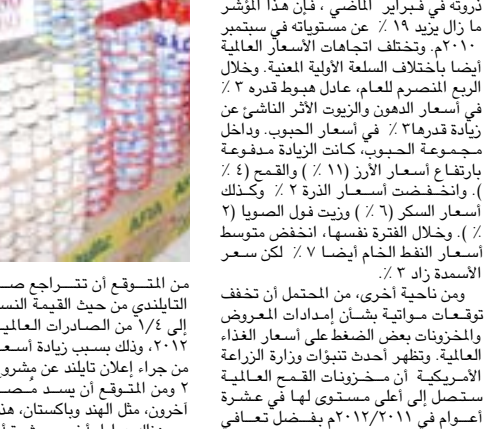 ذروته في فبراير الماضي، فإن هذا المؤشر
ما زال يزيد ١٩ ٪ عن مستوياته في سبتمبر
٢٠١٠م. وتختلف اتجاهات الأسعار العالمية
أيضا باختلاف السلعة الأولية المعنية. وخلال
الربع المنصرم للعام، عادل هبوط قدره ٣ ٪
في أسعار الدهون والزيوت الأثر الناشئ عن
زيادة قدرها٣ ٪ في أسعار الحبوب. وداخل
مجموعة الحبوب، كانت الزيادة مدفوعة
بارتفاع أسعار الأرز (١١ ٪ ) والقمح (٤ ٪
). وانخفضت أسعار الذرة ٢ ٪ وكذلك
أسعار السكر (٦ ٪ ) وزيت فول الصويا (٢
٪ ). وخلال الفترة نفسها، انخفض متوسط
أسعار النفط الخام أيضا ٧ ٪ لكن سعر
الأسمدة زاد ٣ ٪.
ومن ناحية أخرى، من المحتمل أن تخفف
توقعات مواتية بشأن إمدادات المعروض
والمخزونات بعض الضغط على أسعار الغذاء
العالمية. وتظهر أحدث تنبؤات وزارة الزراعة
الأمريكية أن مخزونات القمح العالمية
ستصل إلى أعلى مستوى لها في عشرة
أعوام في ٢٠١٢/٢٠١١م بفضل تعافي
AFIA
من المتوقع أن تتراجع
التايلندي من حيث القيمة
إلى ١/٤ من الصادرات
٢٠١٢، وذلك بسبب زيادة
من جراء إعلان تايلند عن
٢ ومن المتوقع أن يسد
آخرون، مثل الهند وباكستان،